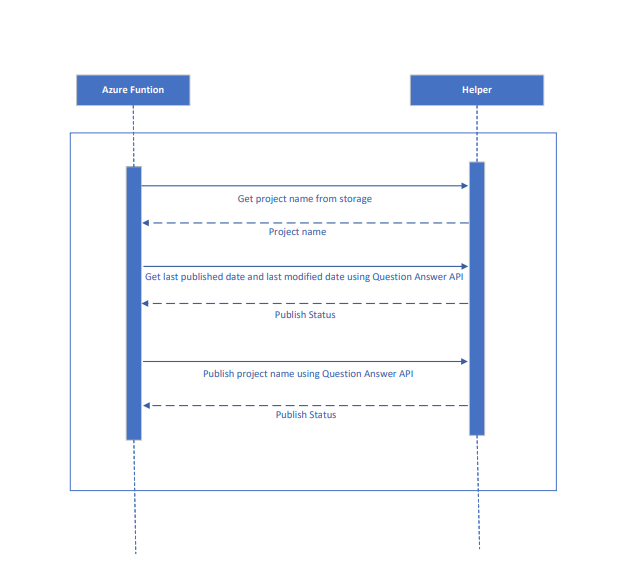 Azure Funtion
Helper
Get project name from storage
Project name
Get last published date and last modified date using Question Answer API
Publish Status
Publish project name using Question Answer API
Publish Status